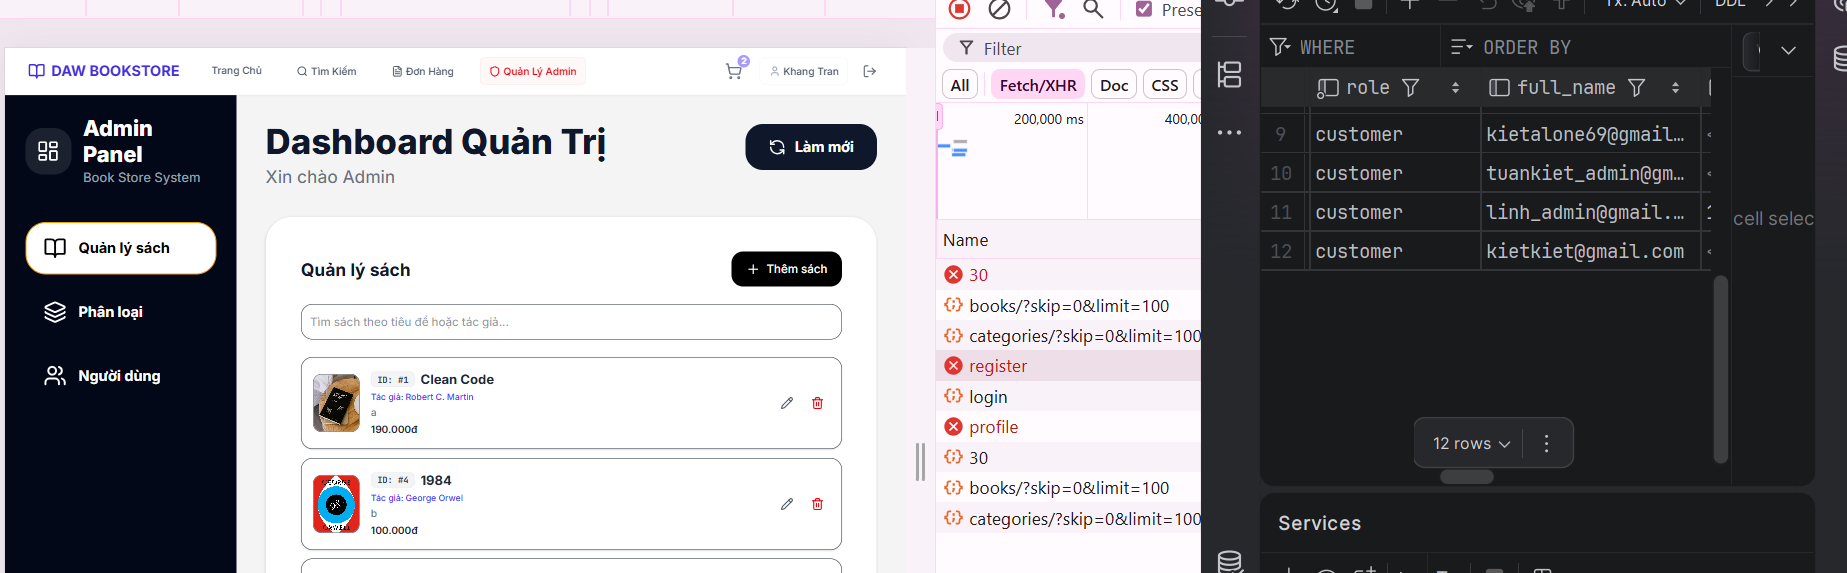 DAW BOOKSTORE
Trang Chủ
Tìm Kiếm
Đơn Hàng
Quản Lý Admin
2
Khang Tran
Admin
Panel
Book Store System
Quản lý sách
Phân loại
Người dùng
Dashboard Quản Trị
Xin chào Admin
Làm mới
Quản lý sách
Thêm sách
Tìm sách theo tiêu đề hoặc tác giả...
ID: #1 Clean Code
Tác giả: Robert C. Martin
a
190.000đ
ID: #4 1984
Tác giả: George Orwel
b
100.000đ
Prese
Filter
All
Fetch/XHR
Doc
CSS
200,000 ms
400,00
Name
30
books/?skip=0&limit=100
categories/?skip=0&limit=100
register
login
profile
30
books/?skip=0&limit=100
categories/?skip=0&limit=100
Tx: Auto
DDL
WHERE
ORDER BY
role
full_name
9 customer kietalone69@gmail...
10 customer tuankiet_admin@gm...
11 customer linh_admin@gmail....
12 customer kietkiet@gmail.com
cell selec
12 rows
Services